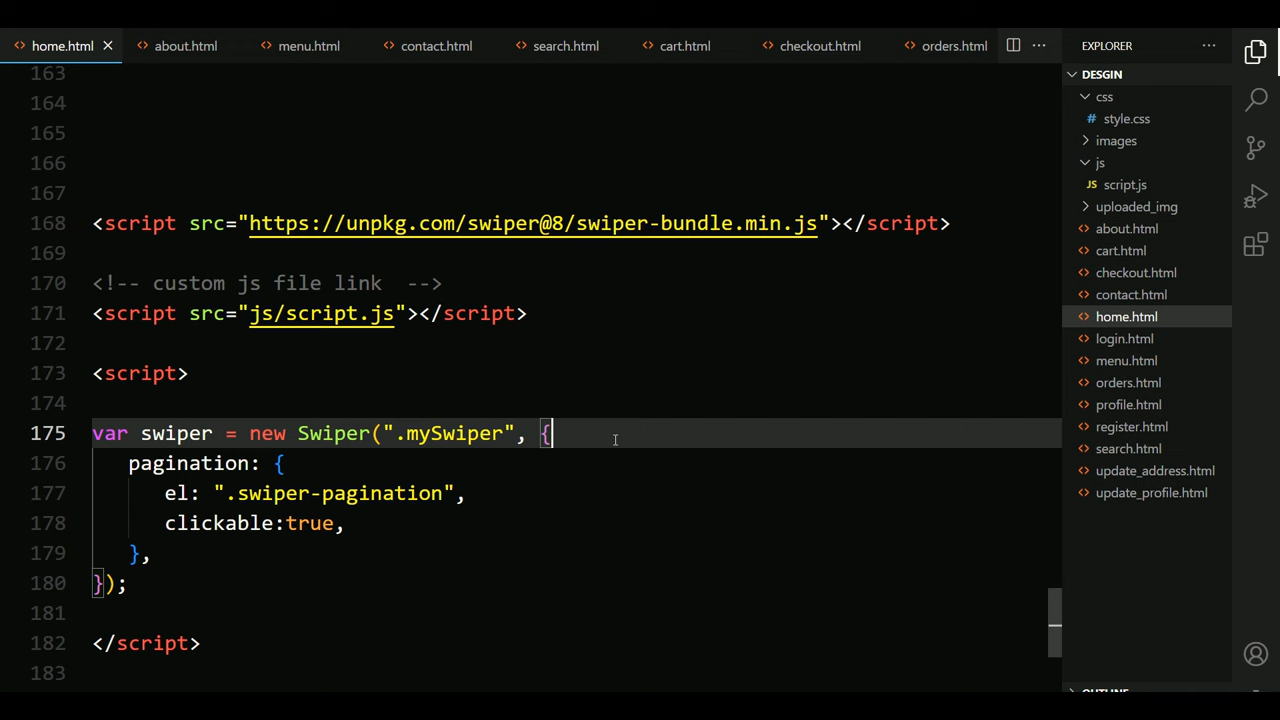 home.html
about.html
menu.html
contact.html
search.html
cart.html
checkout.html
orders.html
EXPLORER
DESGIN
css
# style.css
images
js
JS script.js
uploaded_img
about.html
cart.html
checkout.html
contact.html
home.html
login.html
menu.html
orders.html
profile.html
register.html
search.html
update_address.html
update_profile.html
OUTLINE
163
164
165
166
167
168 <script src="https://unpkg.com/swiper@8/swiper-bundle.min.js"></script>
169
170 <!-- custom js file link  -->
171 <script src="js/script.js"></script>
172
173 <script>
174
175 var swiper = new Swiper(".mySwiper", {
176    pagination: {
177       el: ".swiper-pagination",
178       clickable:true,
179    },
180 });
181
182 </script>
183